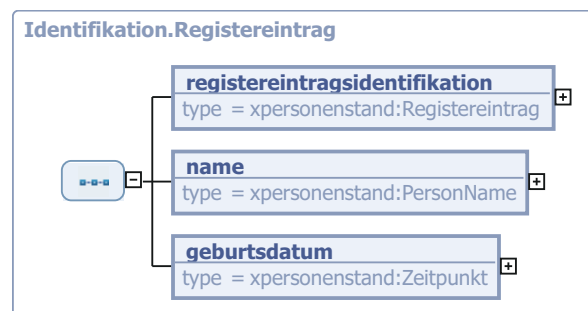 Identifikation.Registereintrag
registereintragsidentifikation
type = xpersonenstand:Registereintrag
name
type = xpersonenstand:PersonName
geburtsdatum
type = xpersonenstand:Zeitpunkt